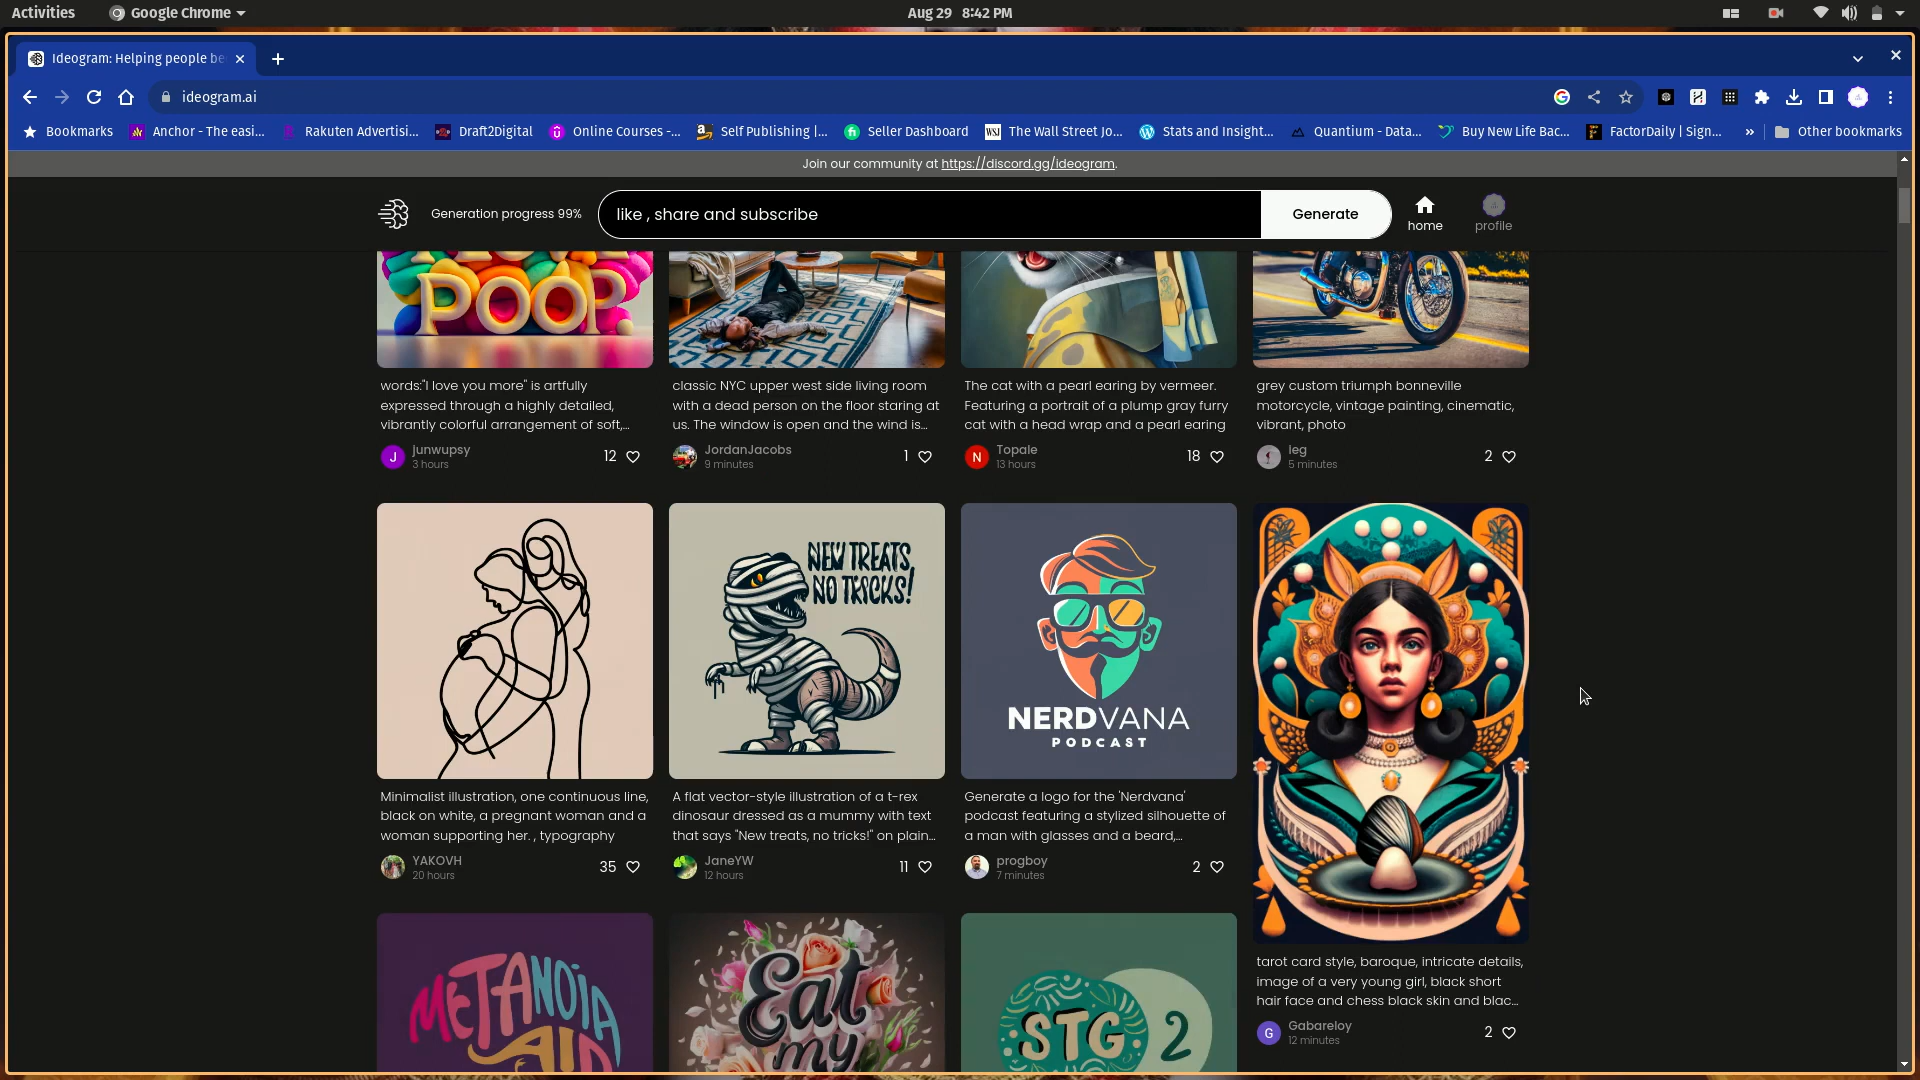 Activities
Google Chrome
Aug 29 8:42 PM
Ideogram: Helping people be
ideogram.ai
Bookmarks
Anchor - The easi...
Rakuten Advertisi...
Draft2Digital
Online Courses -...
Self Publishing |...
Seller Dashboard
WSJ
The Wall Street Jo...
Stats and Insight...
Quantium - Data...
Buy New Life Bac...
FactorDaily | Sign...
»
Other bookmarks
Join our community at https://discord.gg/ideogram.
Generation progress 99%
like , share and subscribe
Generate
home
profile
POOP
words:"I love you more" is artfully
expressed through a highly detailed,
vibrantly colorful arrangement of soft,...
J
junwupsy
3 hours
12
classic NYC upper west side living room
with a dead person on the floor staring at
us. The window is open and the wind is...
JordanJacobs
9 minutes
1
The cat with a pearl earing by vermeer.
Featuring a portrait of a plump gray furry
cat with a head wrap and a pearl earing
N
Topale
13 hours
18
grey custom triumph bonneville
motorcycle, vintage painting, cinematic,
vibrant, photo
leg
5 minutes
2
Minimalist illustration, one continuous line,
black on white, a pregnant woman and a
woman supporting her. , typography
YAKOVH
20 hours
35
NEW TREATS,
NO TRICKS!
A flat vector-style illustration of a t-rex
dinosaur dressed as a mummy with text
that says "New treats, no tricks!" on plain...
JaneYW
12 hours
11
NERDVANA
PODCAST
Generate a logo for the 'Nerdvana'
podcast featuring a stylized silhouette of
a man with glasses and a beard,...
progboy
7 minutes
2
tarot card style, baroque, intricate details,
image of a very young girl, black short
hair face and chess black skin and blac...
G
Gabareloy
12 minutes
2
METANOIA
Eat
my
STG 2